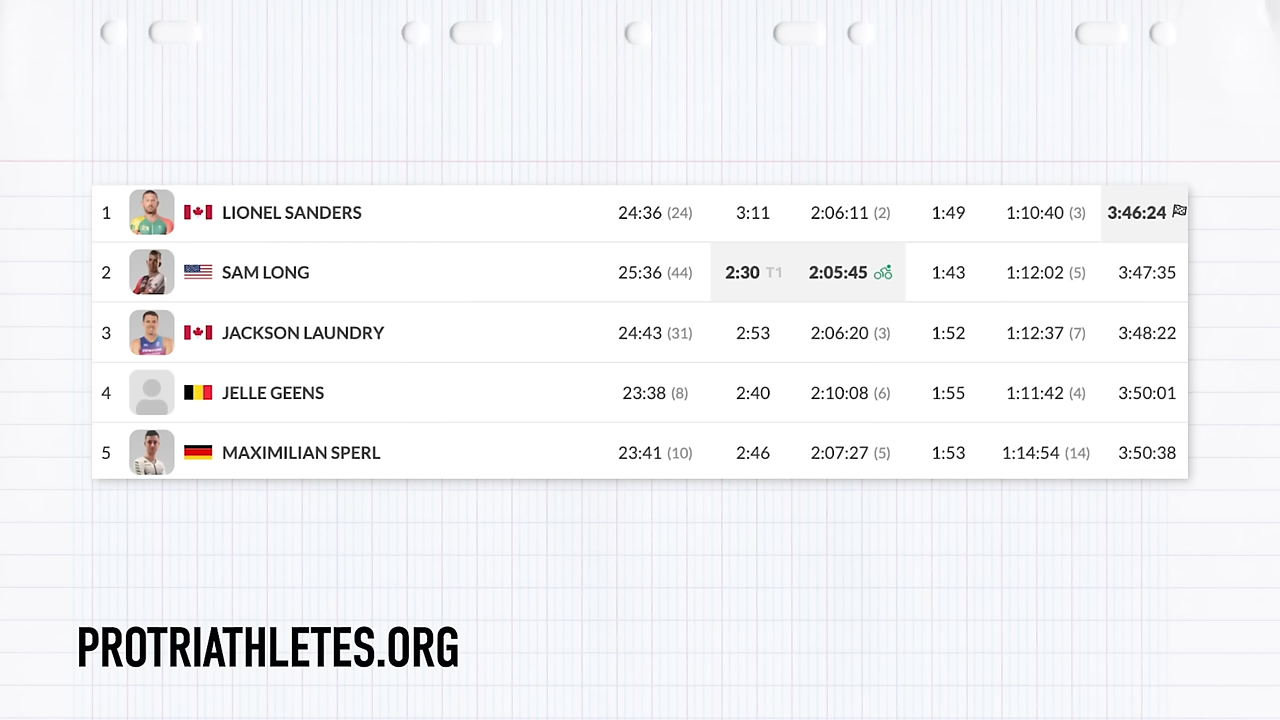 1 LIONEL SANDERS 24:36 (24) 3:11 2:06:11 (2) 1:49 1:10:40 (3) 3:46:24
2 SAM LONG 25:36 (44) 2:30 T1 2:05:45 1:43 1:12:02 (5) 3:47:35
3 JACKSON LAUNDRY 24:43 (31) 2:53 2:06:20 (3) 1:52 1:12:37 (7) 3:48:22
4 JELLE GEENS 23:38 (8) 2:40 2:10:08 (6) 1:55 1:11:42 (4) 3:50:01
5 MAXIMILIAN SPERL 23:41 (10) 2:46 2:07:27 (5) 1:53 1:14:54 (14) 3:50:38
PROTRIATHLETES.ORG